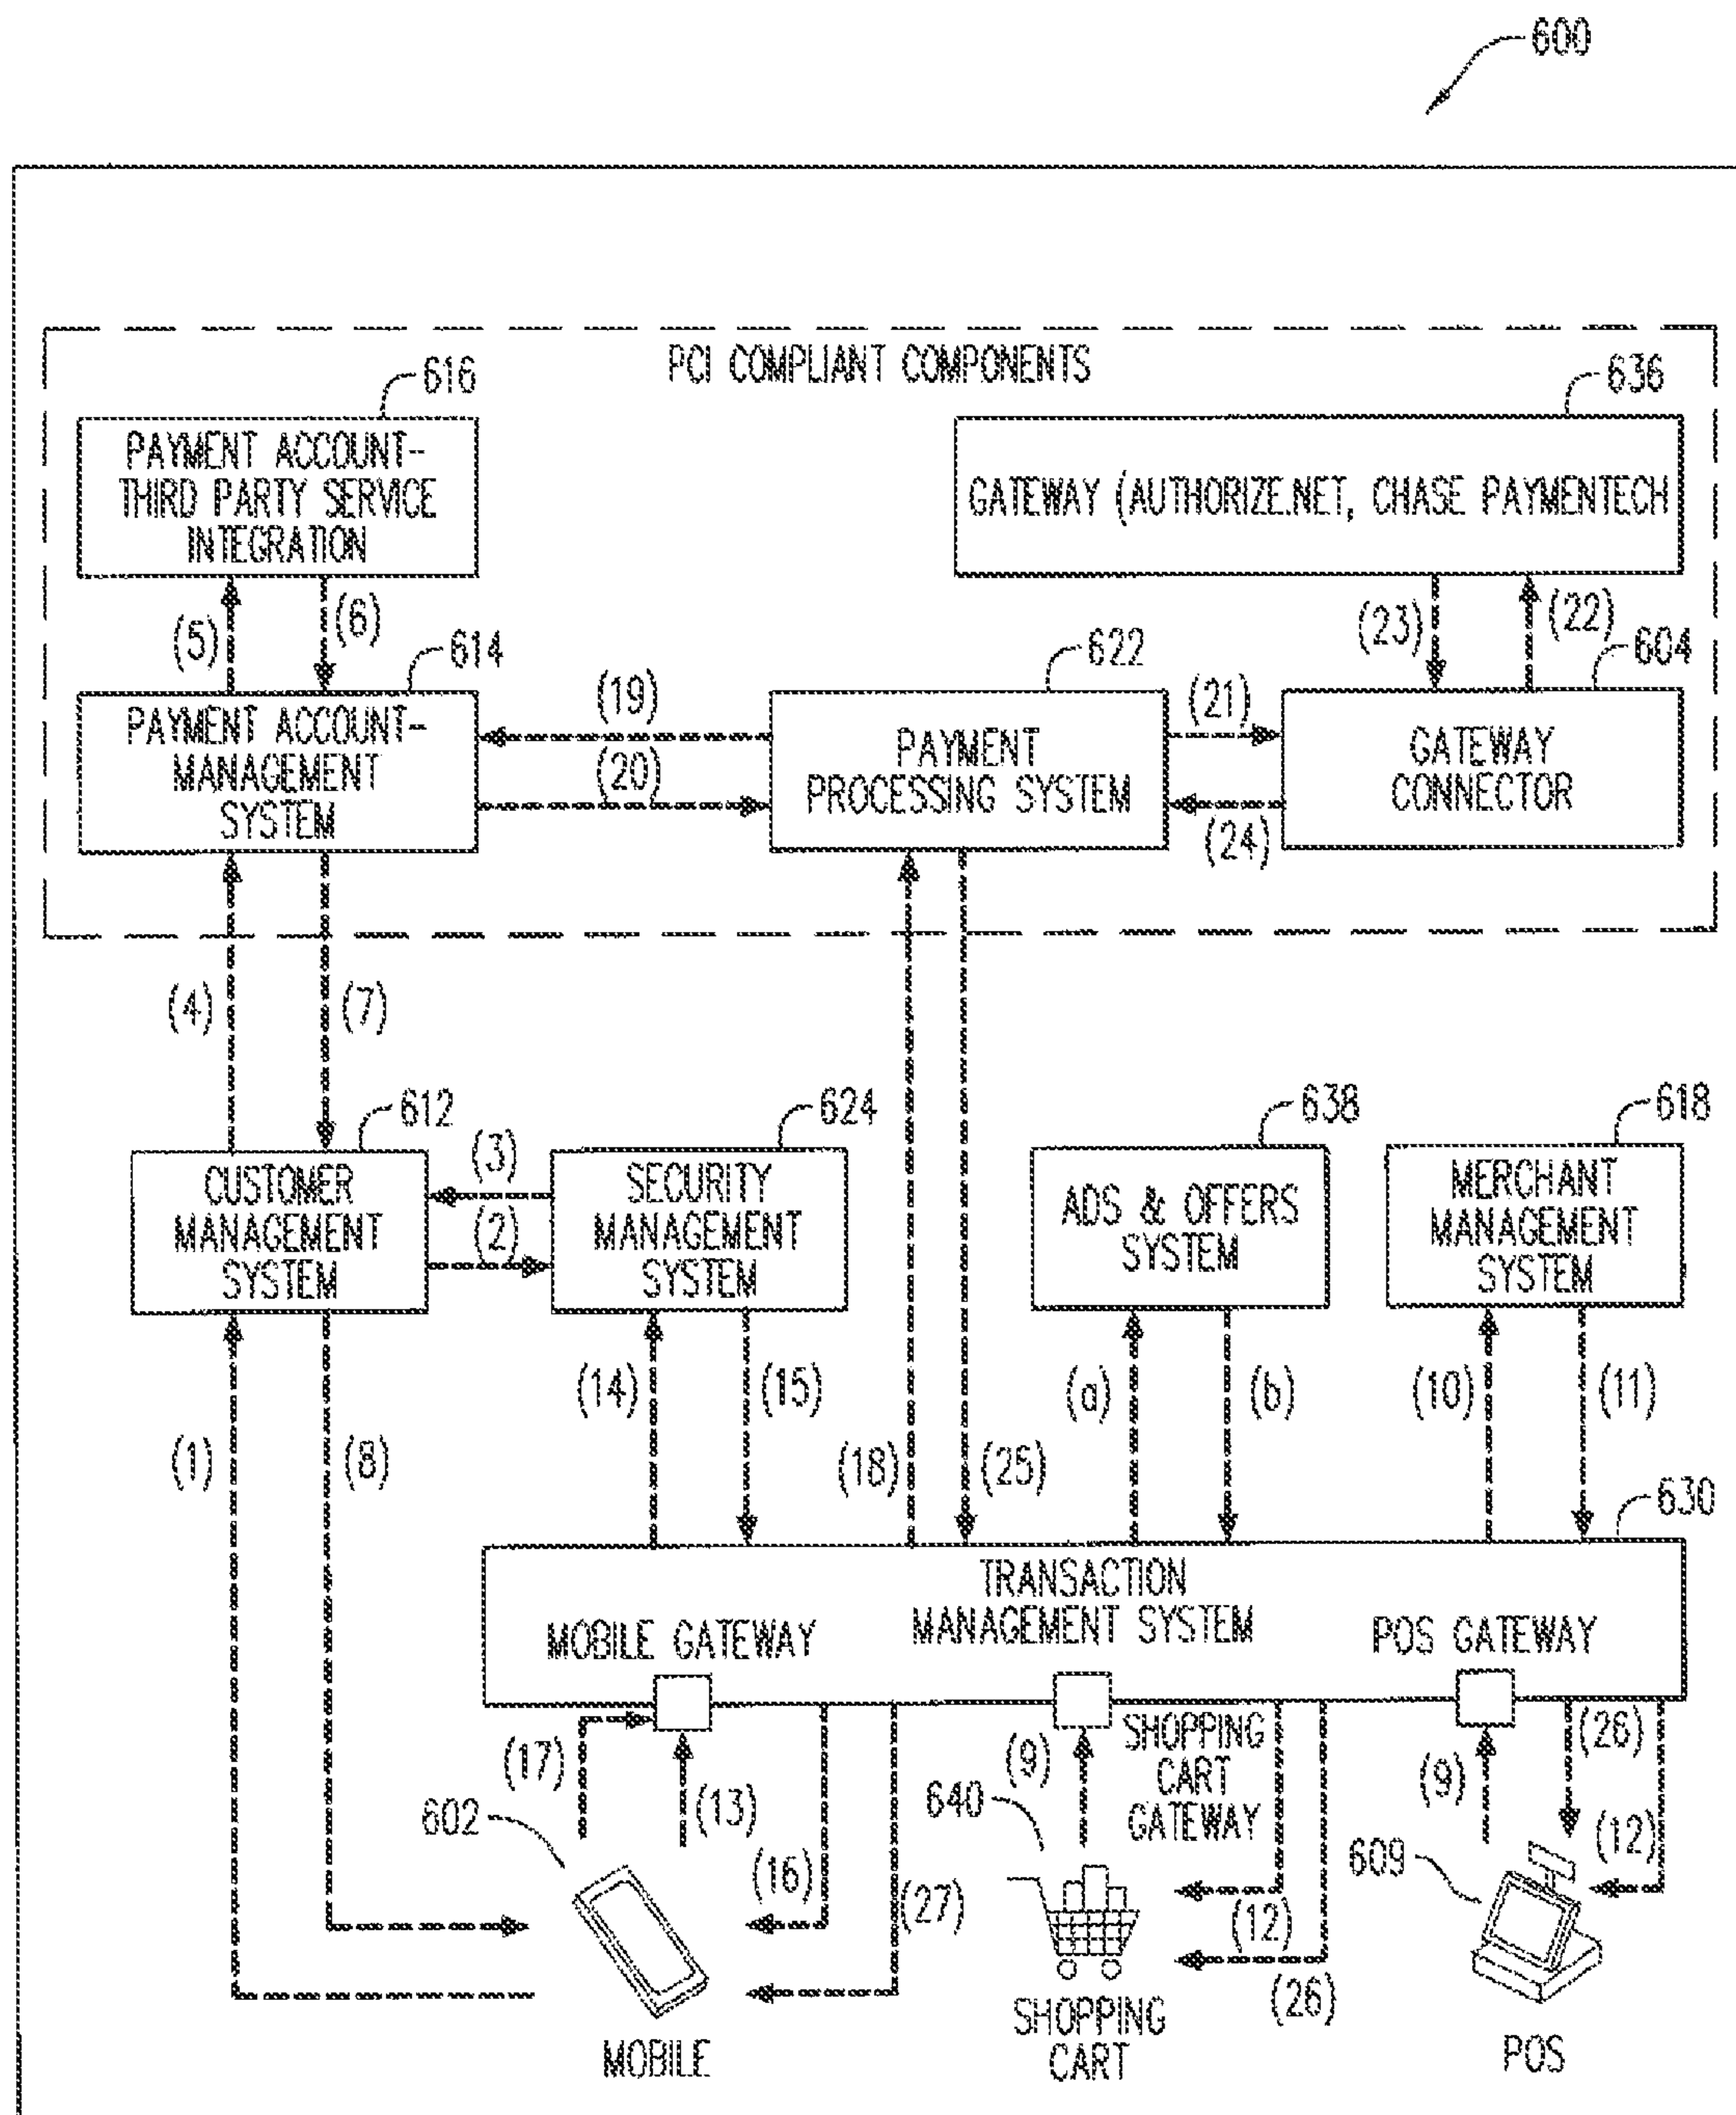 600
PCI COMPLIANT COMPONENTS
616
636
PAYMENT ACCOUNT-
THIRD PARTY SERVICE
INTEGRATION
GATEWAY (AUTHORIZE.NET, CHASE PAYMENTECH
(5)
(6)
(23)
(22)
614
622
604
PAYMENT ACCOUNT-
MANAGEMENT
SYSTEM
(19)
(20)
PAYMENT
PROCESSING SYSTEM
(21)
(24)
GATEWAY
CONNECTOR
(4)
(7)
612
624
638
618
CUSTOMER
MANAGEMENT
SYSTEM
(3)
(2)
SECURITY
MANAGEMENT
SYSTEM
ADS & OFFERS
SYSTEM
MERCHANT
MANAGEMENT
SYSTEM
(1)
(8)
(14)
(15)
(18)
(25)
(a)
(b)
(10)
(11)
630
TRANSACTION
MANAGEMENT SYSTEM
MOBILE GATEWAY
POS GATEWAY
SHOPPING
CART
GATEWAY
(17)
(13)
(9)
(9)
(26)
602
640
609
(16)
(27)
(12)
(26)
(12)
MOBILE
SHOPPING
CART
POS